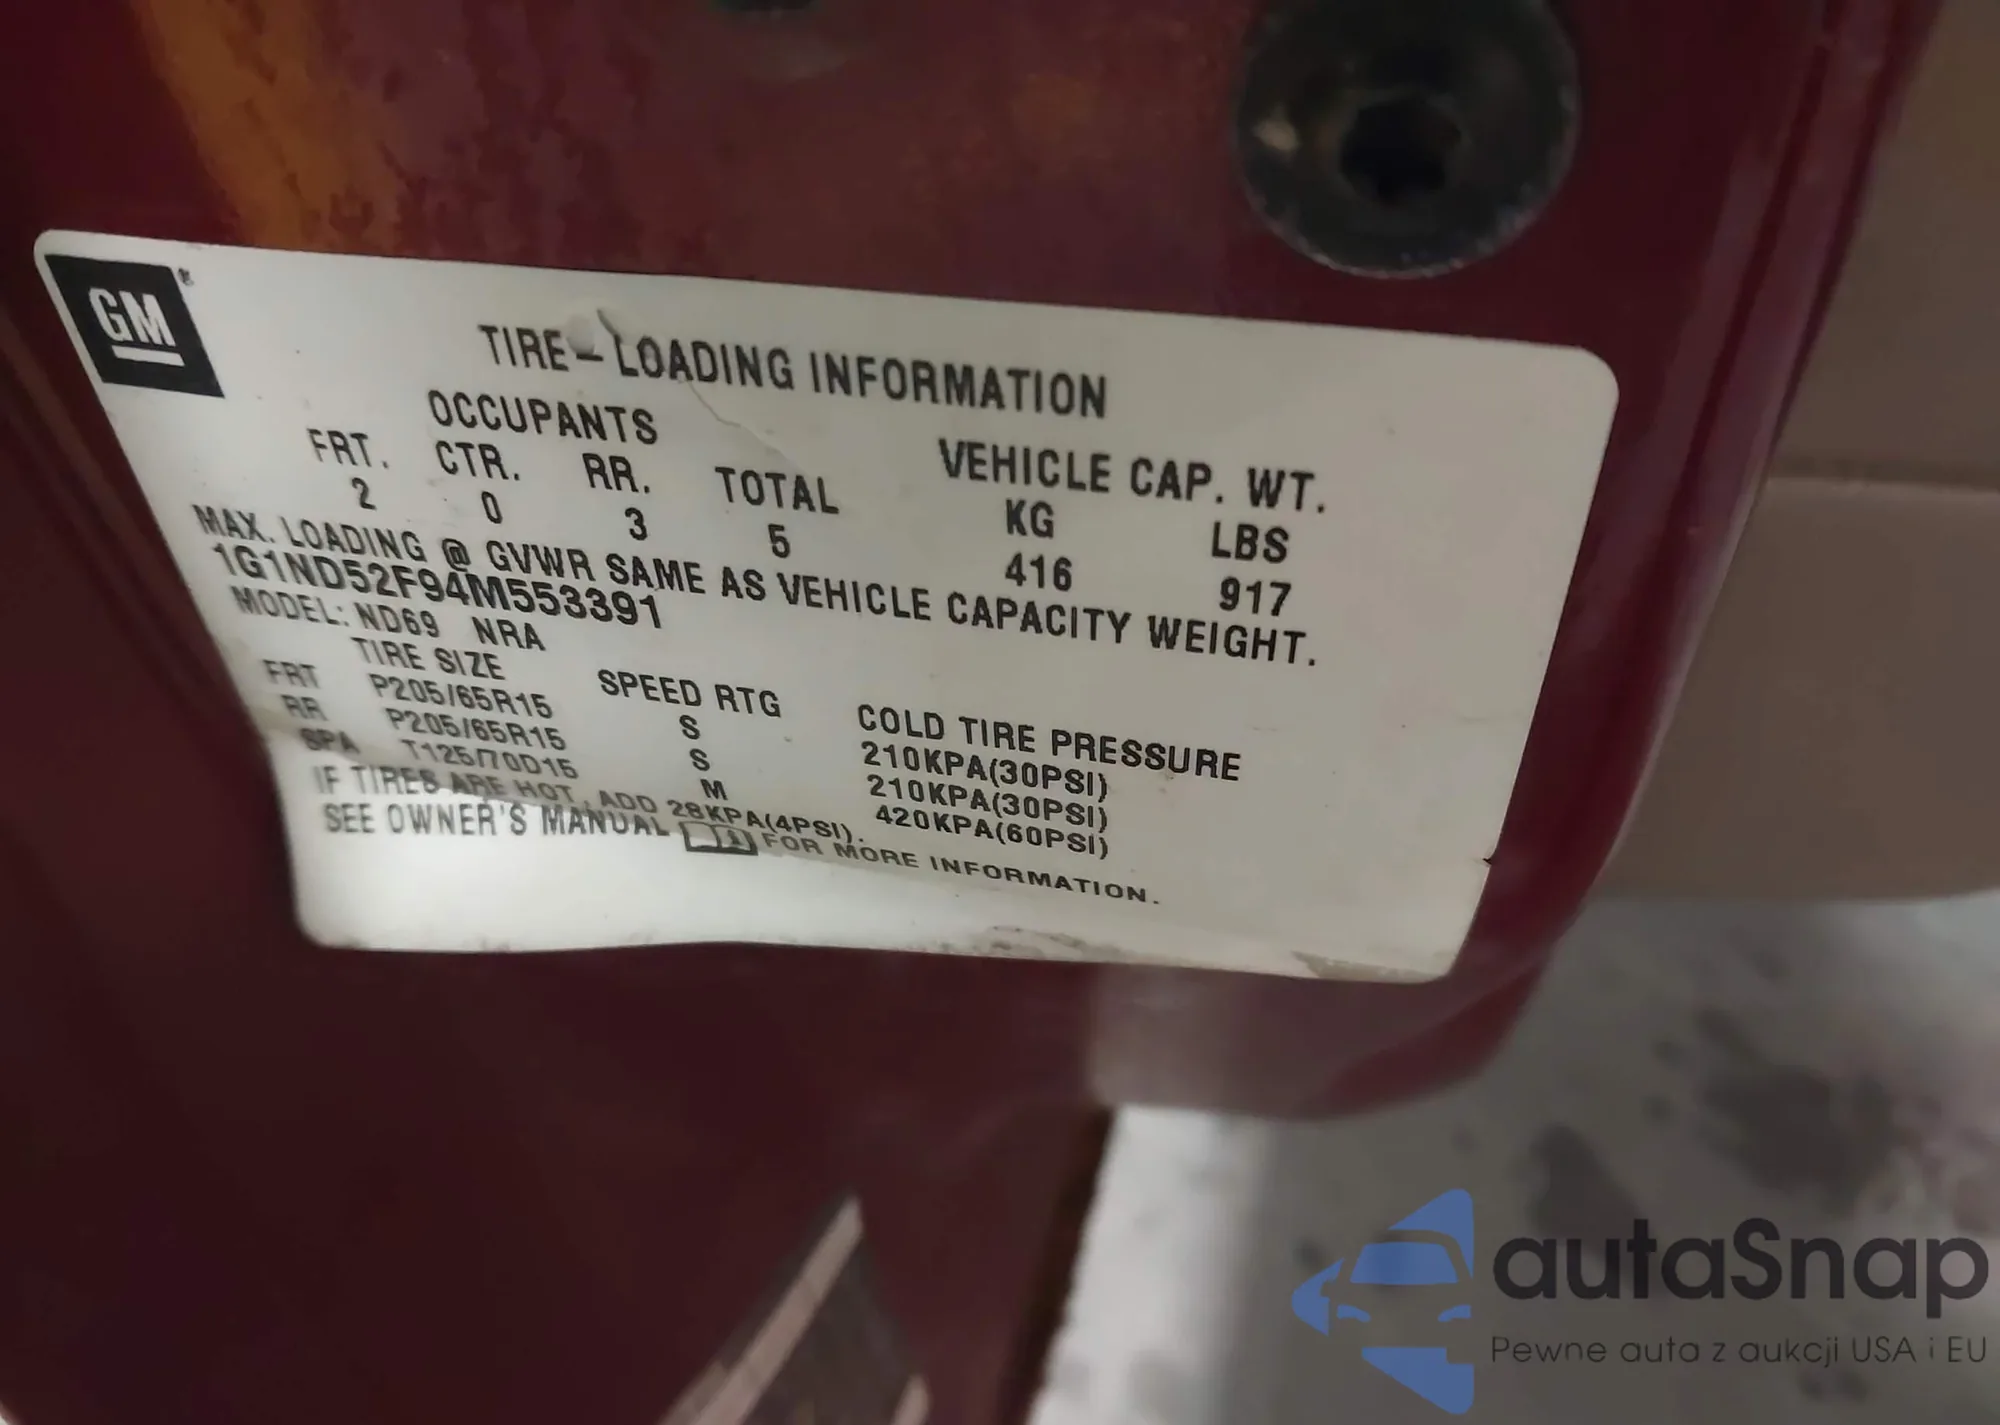 GM®
TIRE-LOADING INFORMATION
OCCUPANTS VEHICLE CAP. WT.
FRT. CTR. RR. TOTAL KG LBS
2 0 3 5 416 917
MAX. LOADING @ GVWR SAME AS VEHICLE CAPACITY WEIGHT.
1G1ND52F94M553391
MODEL: ND69 NRA
TIRE SIZE SPEED RTG COLD TIRE PRESSURE
FRT P205/65R15 S 210KPA(30PSI)
RR P205/65R15 S 210KPA(30PSI)
SPA T125/70D15 M 420KPA(60PSI)
IF TIRES ARE HOT, ADD 28KPA(4PSI).
SEE OWNER'S MANUAL FOR MORE INFORMATION.
autaSnap
Pewne auta z aukcji USA i EU